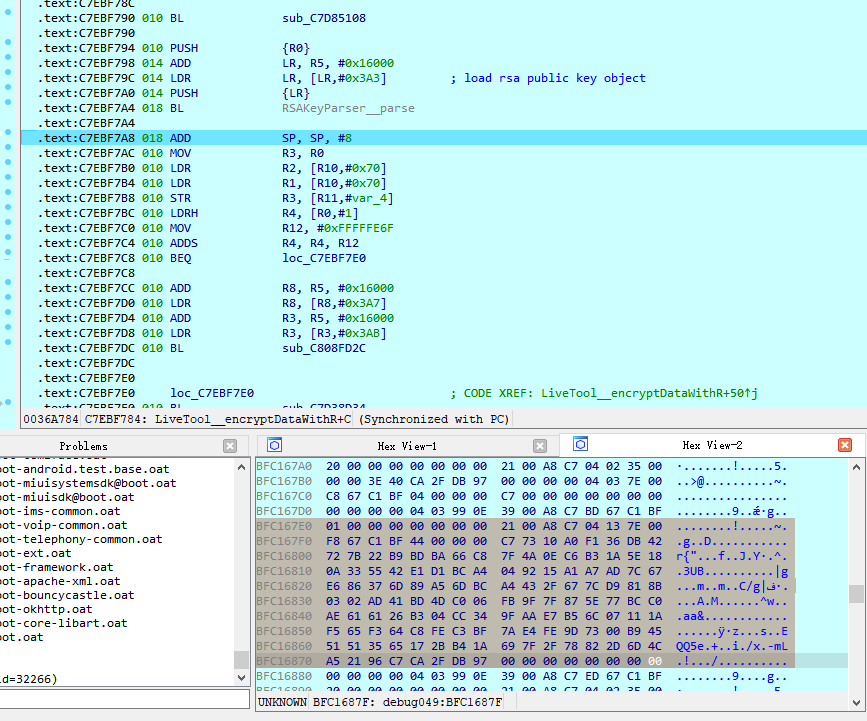 .text:C7EBF78C
.text:C7EBF790 010 BL sub_C7D85108
.text:C7EBF790
.text:C7EBF794 010 PUSH {R0}
.text:C7EBF798 014 ADD LR, R5, #0x16000
.text:C7EBF79C 014 LDR LR, [LR,#0x3A3] ; load rsa public key object
.text:C7EBF7A0 014 PUSH {LR}
.text:C7EBF7A4 018 BL RSAKeyParser__parse
.text:C7EBF7A4
.text:C7EBF7A8 018 ADD SP, SP, #8
.text:C7EBF7AC 010 MOV R3, R0
.text:C7EBF7B0 010 LDR R2, [R10,#0x70]
.text:C7EBF7B4 010 LDR R1, [R10,#0x70]
.text:C7EBF7B8 010 STR R3, [R11,#var_4]
.text:C7EBF7BC 010 LDRH R4, [R0,#1]
.text:C7EBF7C0 010 MOV R12, #0xFFFFFE6F
.text:C7EBF7C4 010 ADDS R4, R4, R12
.text:C7EBF7C8 010 BEQ loc_C7EBF7E0
.text:C7EBF7C8
.text:C7EBF7CC 010 ADD R8, R5, #0x16000
.text:C7EBF7D0 010 LDR R8, [R8,#0x3A7]
.text:C7EBF7D4 010 ADD R3, R5, #0x16000
.text:C7EBF7D8 010 LDR R3, [R3,#0x3AB]
.text:C7EBF7DC 010 BL sub_C808FD2C
.text:C7EBF7DC
.text:C7EBF7E0
.text:C7EBF7E0 loc_C7EBF7E0 ; CODE XREF: LiveTool__encryptDataWithR+50↑j
.text:C7EBF7E0 010 BL sub_C7D38D34
0036A784 C7EBF784: LiveTool__encryptDataWithR+C (Synchronized with PC)
Problems
oot-android.test.base.oat
oot-miuisystemsdk@boot.oat
oot-miuisdk@boot.oat
oot-ims-common.oat
oot-voip-common.oat
oot-telephony-common.oat
oot-ext.oat
oot-framework.oat
oot-apache-xml.oat
oot-bouncycastle.oat
oot-okhttp.oat
oot-core-libart.oat
oot.oat
id=32266)
Hex View-1
Hex View-2
BFC167A0 20 00 00 00 00 00 00 00 21 00 A8 C7 04 02 35 00 ·.......!.....5.
BFC167B0 00 00 3E 40 CA 2F DB 97 00 00 00 00 04 03 7E 00 ..>@..........~.
BFC167C0 C8 67 C1 BF 04 00 00 00 C7 00 00 00 00 00 00 00
BFC167D0 00 00 00 00 04 03 99 0E 39 00 A8 C7 BD 67 C1 BF
BFC167E0 01 00 00 00 00 00 00 00 21 00 A8 C7 04 13 7E 00 ........!.....~.
BFC167F0 F8 67 C1 BF 44 00 00 00 C7 73 10 A0 F1 36 DB 42
BFC16800 72 7B 22 B9 BD BA 66 C8 7F 4A 0E C6 B3 1A 5E 18
BFC16810 0A 33 55 42 E1 D1 BC A4 04 92 15 A1 A7 AD 7C 67
BFC16820 E6 86 37 6D 89 A5 6D BC A4 43 2F 67 7C D9 81 8B
BFC16830 03 02 AD 41 BD 4D C0 06 FB 9F 7F 87 5E 77 BC C0
BFC16840 AE 61 61 26 B3 04 CC 34 9F AA E7 B5 6C 07 11 1A
BFC16850 F5 65 F3 64 C8 FE C3 BF 7A E4 FE 9D 73 00 B9 45
BFC16860 51 51 35 65 17 2B B4 1A 69 7F 2F 78 82 2D 6D 4C
BFC16870 A5 21 96 C7 CA 2F DB 97 00 00 00 00 00 00 00 00
BFC16880 00 00 00 00 04 03 99 0E 39 00 A8 C7 ED 67 C1 BF
BFC16890 20 00 00 00 00 00 00 00 21 00 A8 C7 04 02 35 00
UNKNOWN BFC1687F: debug049:BFC1687F